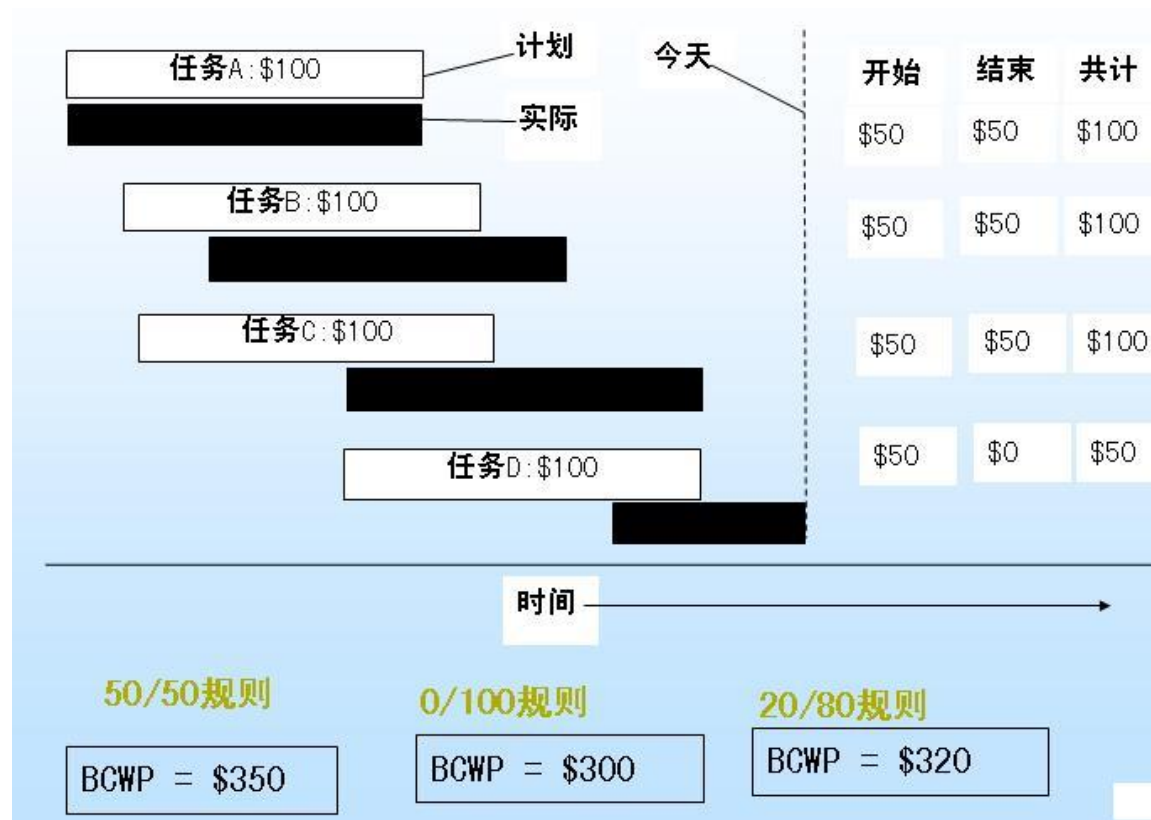 任务A:$100
计划
今天
开始 结束 共计
实际
$50 $50 $100
任务B:$100
$50 $50 $100
任务C:$100
$50 $50 $100
任务D:$100
$50 $0 $50
时间
50/50规则
0/100规则
20/80规则
BCWP = $350
BCWP = $300
BCWP = $320